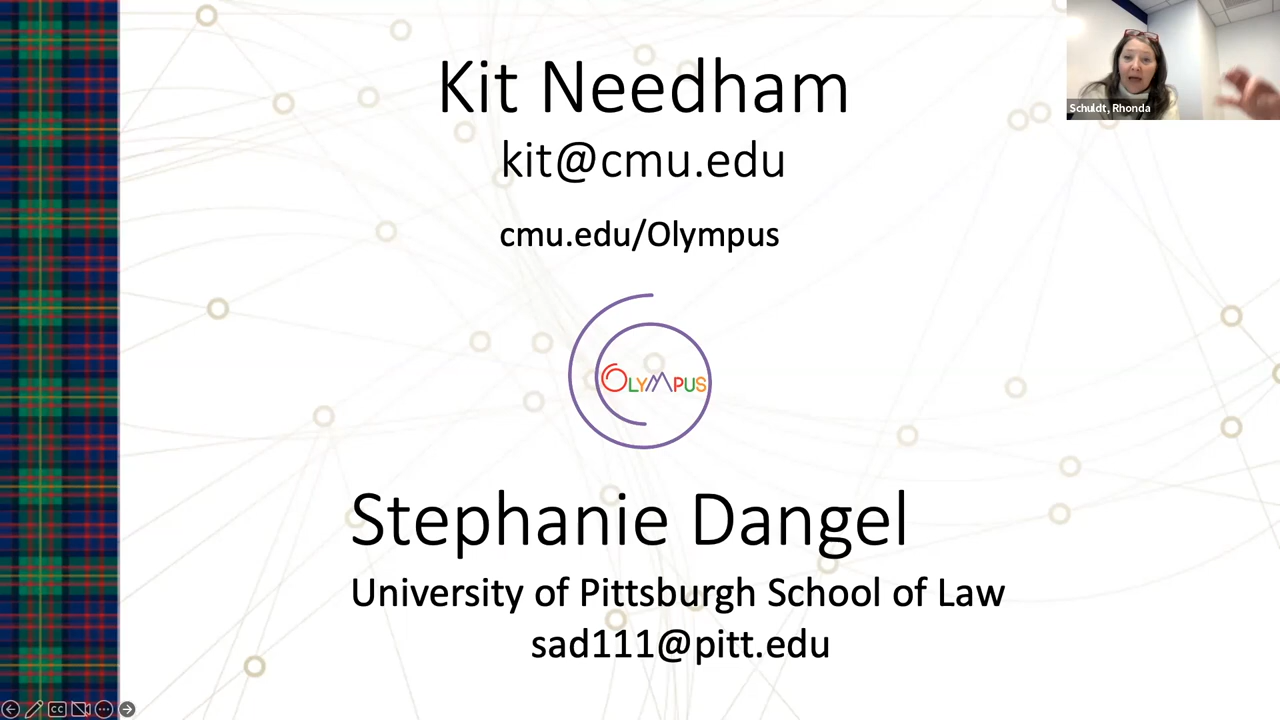 Kit Needham
kit@cmu.edu
cmu.edu/Olympus
OLYMPUS
Stephanie Dangel
University of Pittsburgh School of Law
sad111@pitt.edu
Schuldt, Rhonda
CC